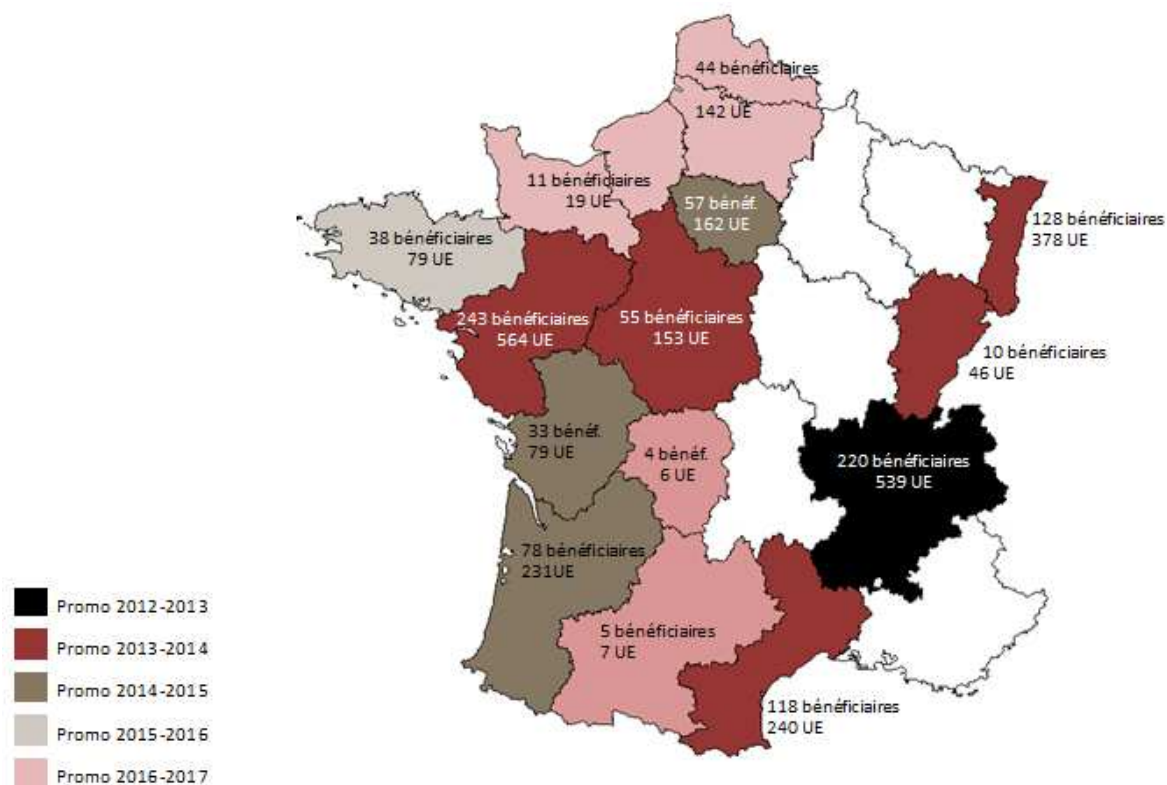 44 bénéficiaires
142 UE
11 bénéficiaires
19 UE
57 bénéf.
162 UE
128 bénéficiaires
378 UE
38 bénéficiaires
79 UE
243 bénéficiaires
564 UE
55 bénéficiaires
153 UE
10 bénéficiaires
46 UE
33 bénéf.
79 UE
4 bénéf.
6 UE
220 bénéficiaires
539 UE
78 bénéficiaires
231UE
5 bénéficiaires
7 UE
118 bénéficiaires
240 UE
Promo 2012-2013
Promo 2013-2014
Promo 2014-2015
Promo 2015-2016
Promo 2016-2017